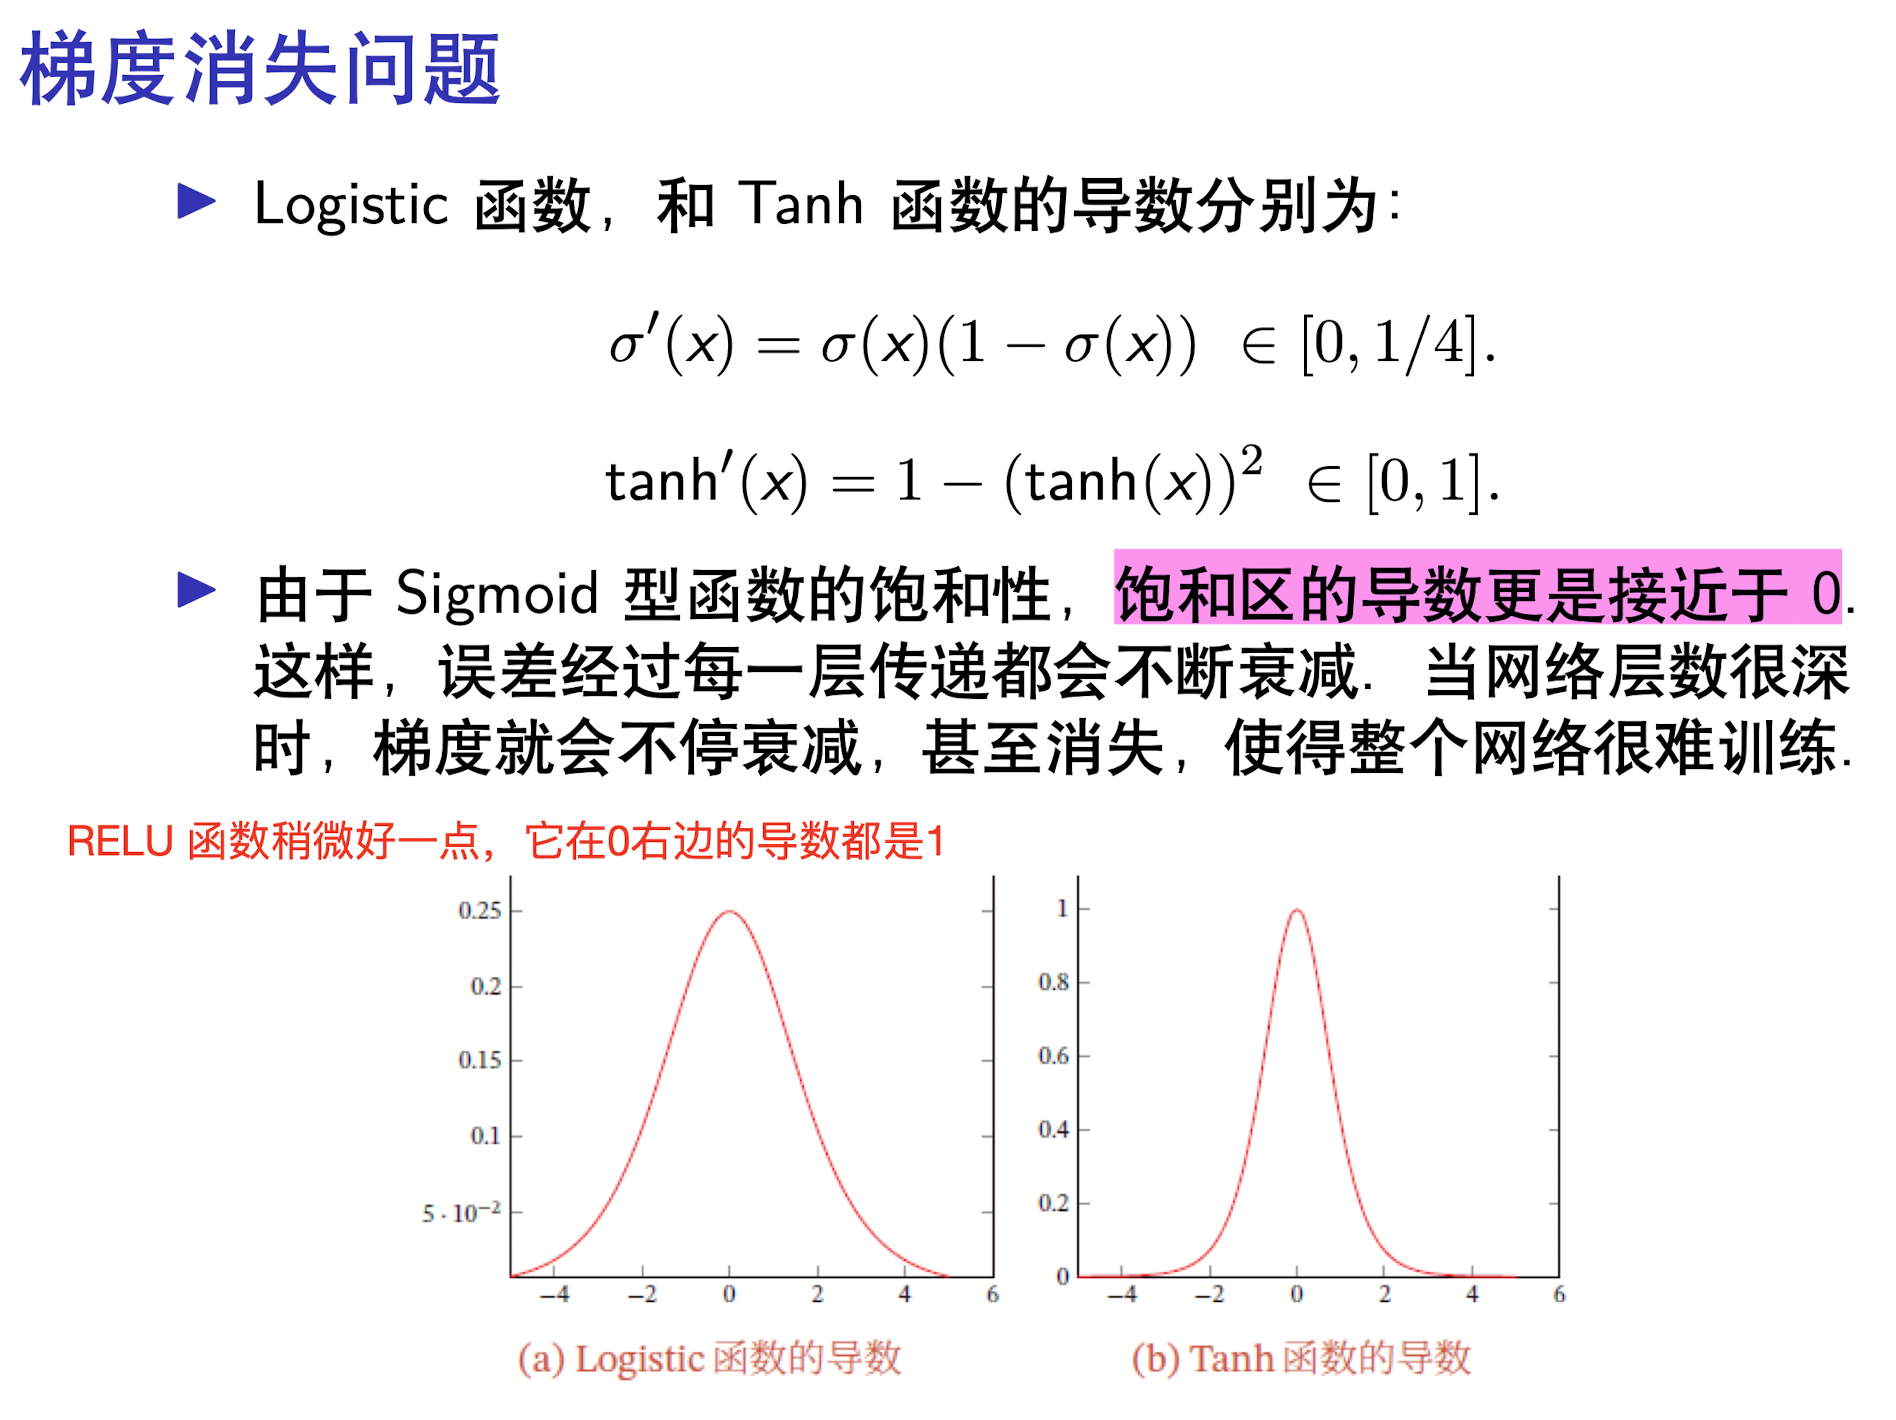 梯度消失问题
Logistic 函数，和 Tanh 函数的导数分别为：
σ′(x) = σ(x)(1 − σ(x)) ∈ [0, 1/4].
tanh′(x) = 1 − (tanh(x))² ∈ [0, 1].
由于 Sigmoid 型函数的饱和性，饱和区的导数更是接近于 0.
这样，误差经过每一层传递都会不断衰减. 当网络层数很深
时，梯度就会不停衰减，甚至消失，使得整个网络很难训练.
RELU 函数稍微好一点，它在0右边的导数都是1
0.25
0.2
0.15
0.1
5·10⁻²
−4 −2 0 2 4 6
(a) Logistic 函数的导数
1
0.8
0.6
0.4
0.2
0
−4 −2 0 2 4 6
(b) Tanh 函数的导数